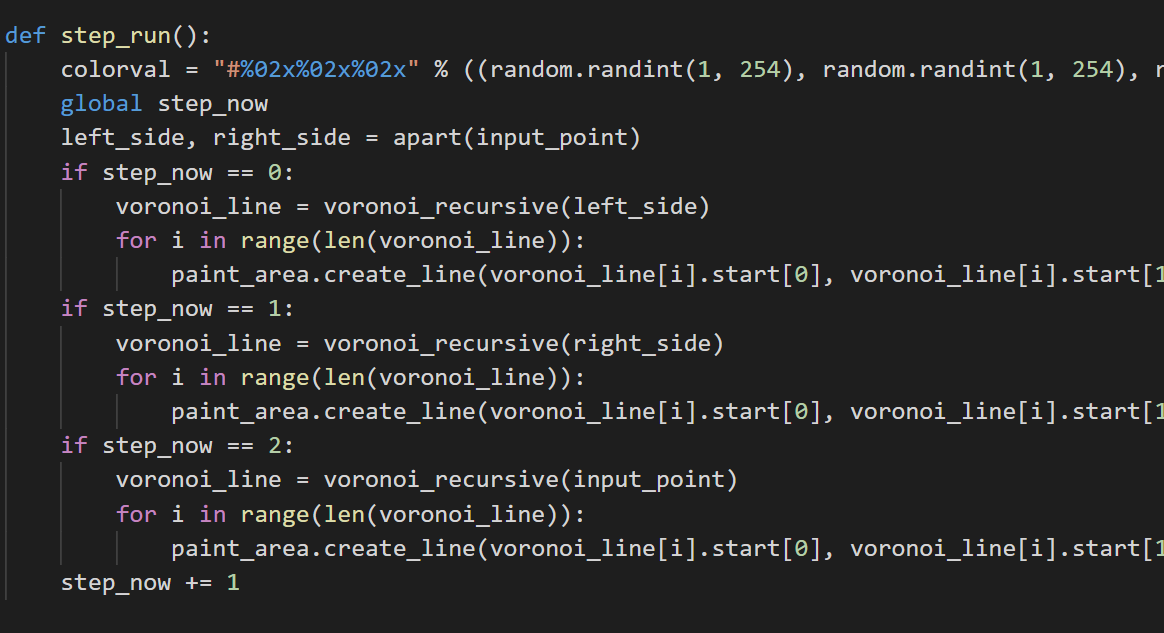 def step_run():
    colorval = "#%02x%02x%02x" % ((random.randint(1, 254), random.randint(1, 254), r
    global step_now
    left_side, right_side = apart(input_point)
    if step_now == 0:
        voronoi_line = voronoi_recursive(left_side)
        for i in range(len(voronoi_line)):
            paint_area.create_line(voronoi_line[i].start[0], voronoi_line[i].start[1
    if step_now == 1:
        voronoi_line = voronoi_recursive(right_side)
        for i in range(len(voronoi_line)):
            paint_area.create_line(voronoi_line[i].start[0], voronoi_line[i].start[1
    if step_now == 2:
        voronoi_line = voronoi_recursive(input_point)
        for i in range(len(voronoi_line)):
            paint_area.create_line(voronoi_line[i].start[0], voronoi_line[i].start[1
    step_now += 1